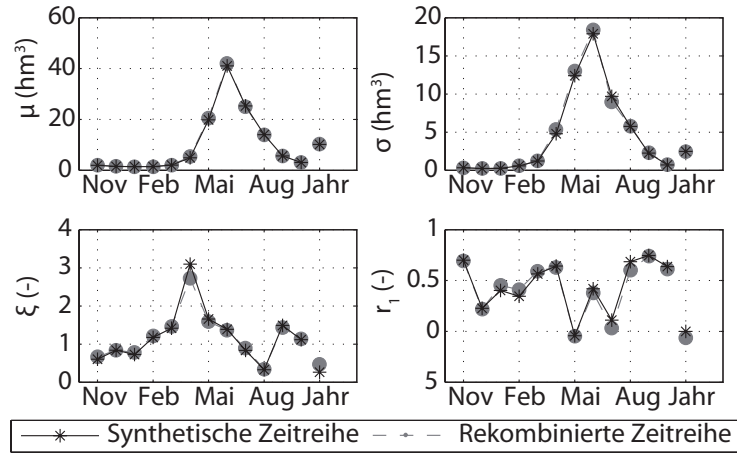 60
40
20
0
μ (hm³)
Nov Feb Mai Aug Jahr
20
15
10
5
0
σ (hm³)
Nov Feb Mai Aug Jahr
4
3
2
1
0
ξ (-)
Nov Feb Mai Aug Jahr
1
0.5
0
5
r₁ (-)
Nov Feb Mai Aug Jahr
Synthetische Zeitreihe Rekombinierte Zeitreihe